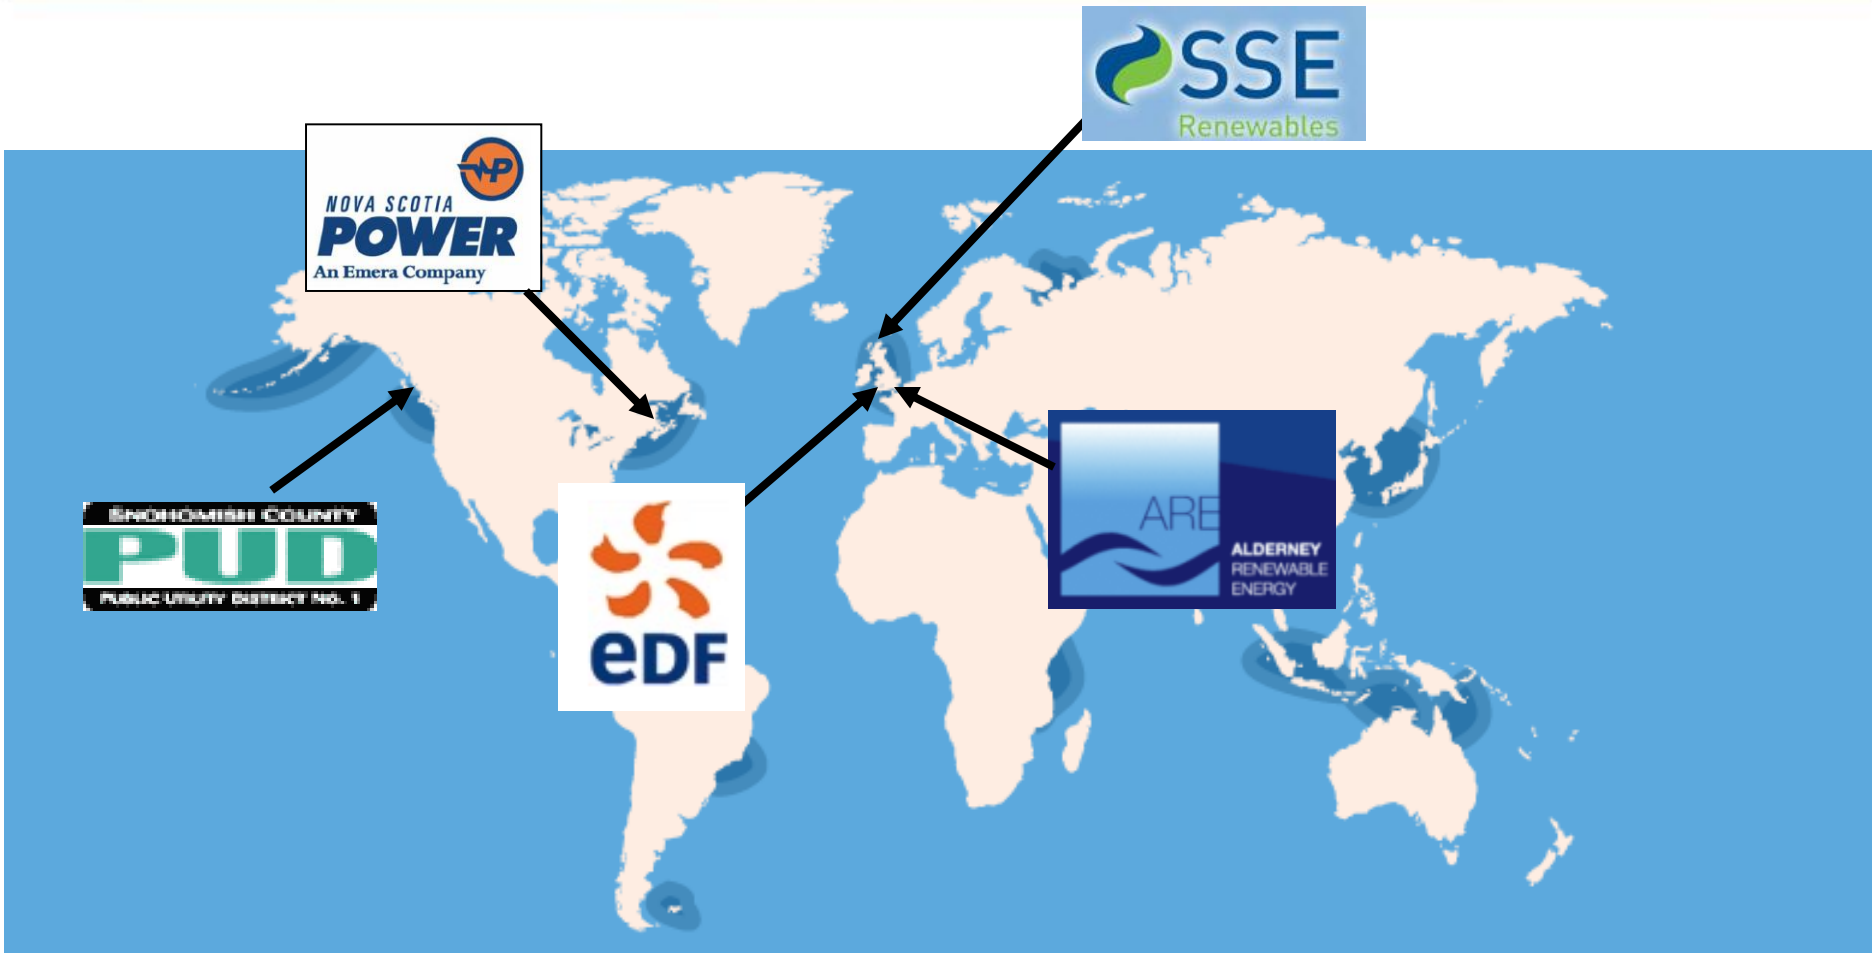 SSE
Renewables
NP
NOVA SCOTIA
POWER
An Emera Company
SNOHOMISH COUNTY
PUD
PUBLIC UTILITY DISTRICT NO. 1
eDF
ARE
ALDERNEY
RENEWABLE
ENERGY